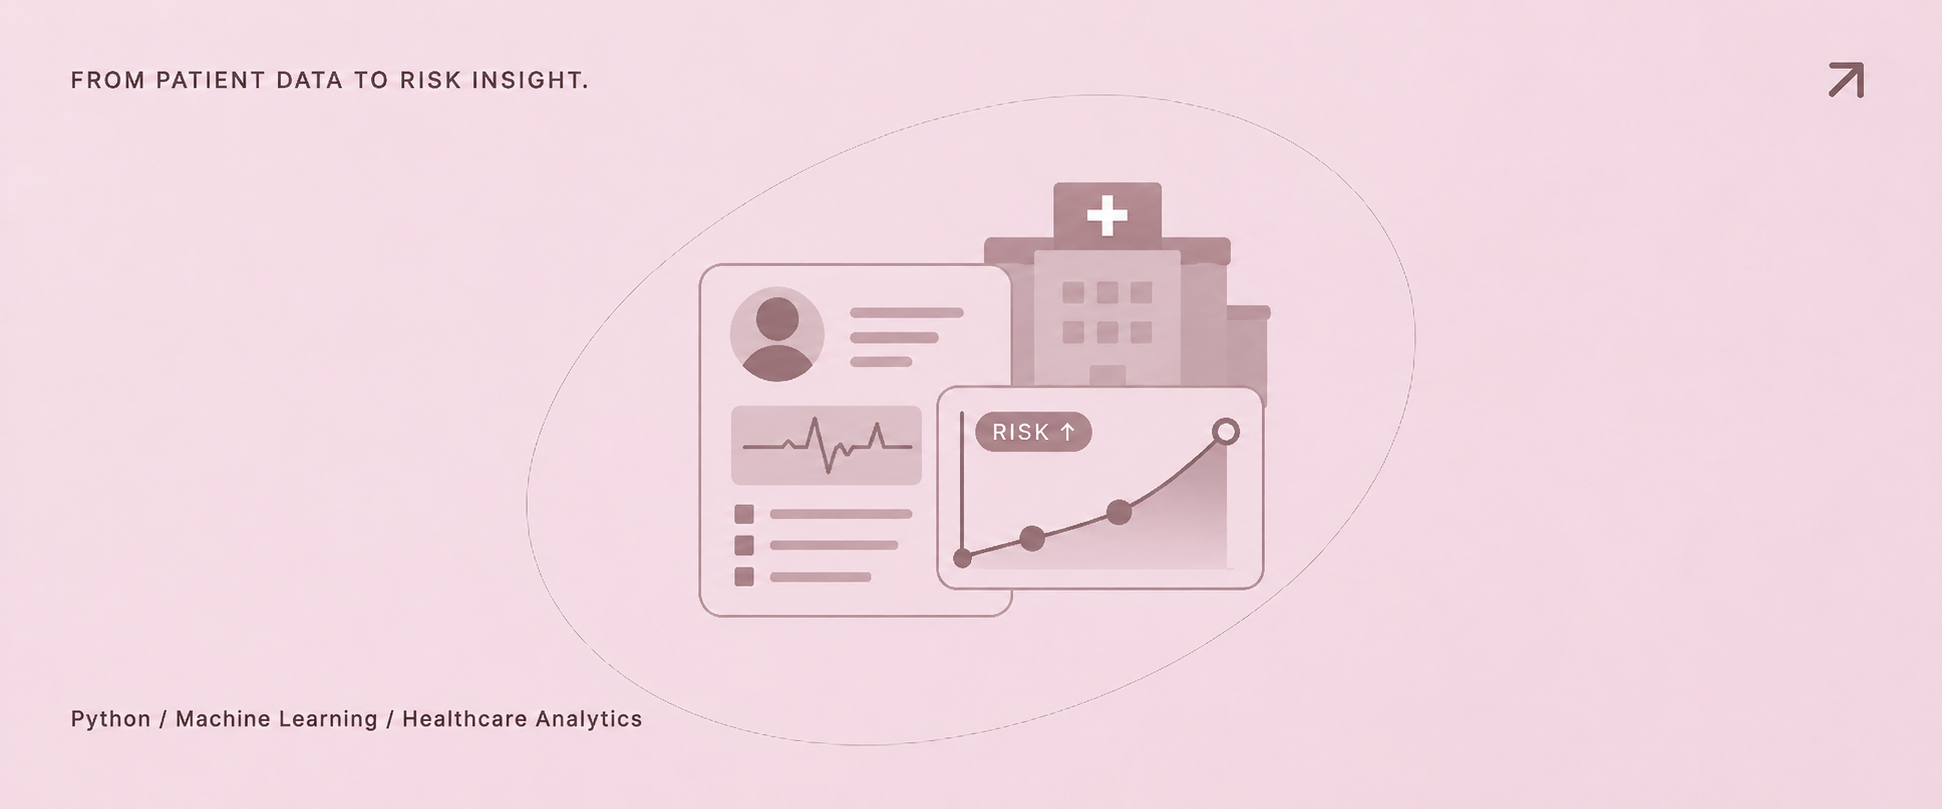 FROM PATIENT DATA TO RISK INSIGHT.
RISK ↑
Python / Machine Learning / Healthcare Analytics